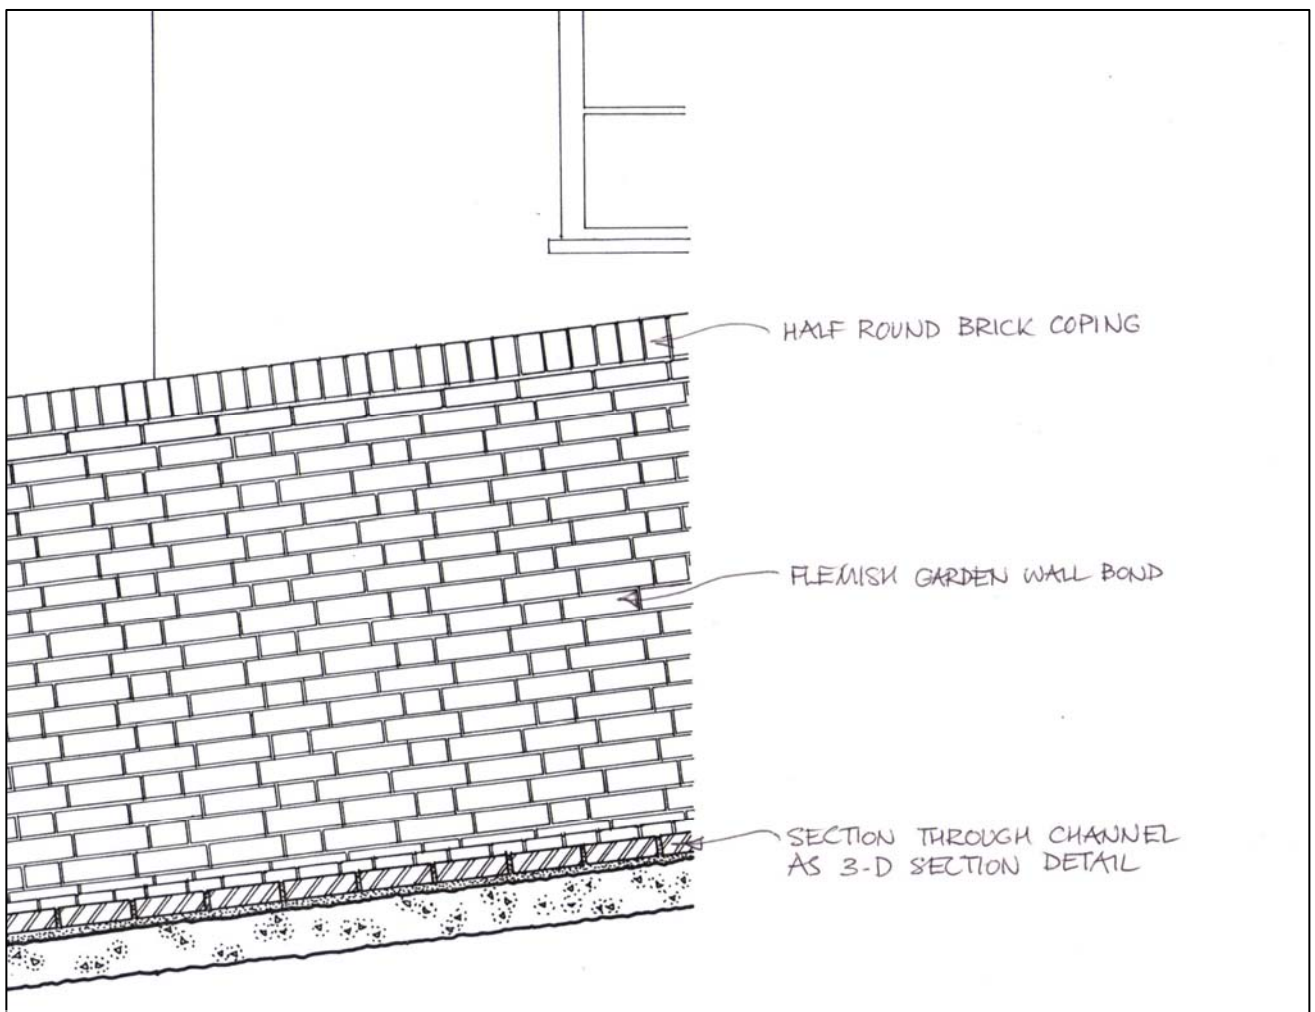 HALF ROUND BRICK COPING
FLEMISH GARDEN WALL BOND
SECTION THROUGH CHANNEL
AS 3-D SECTION DETAIL